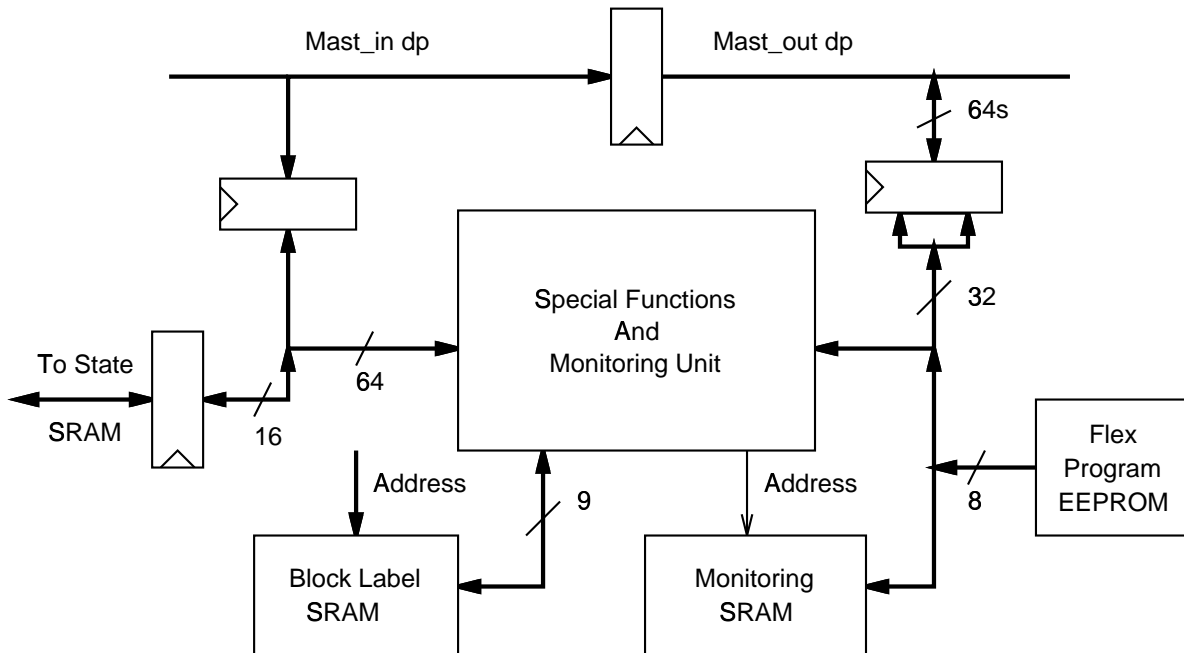 Mast_in dp
Mast_out dp
64s
Special Functions
And
Monitoring Unit
32
To State
SRAM
64
16
Flex
Program
EEPROM
8
Address
9
Address
Block Label
SRAM
Monitoring
SRAM